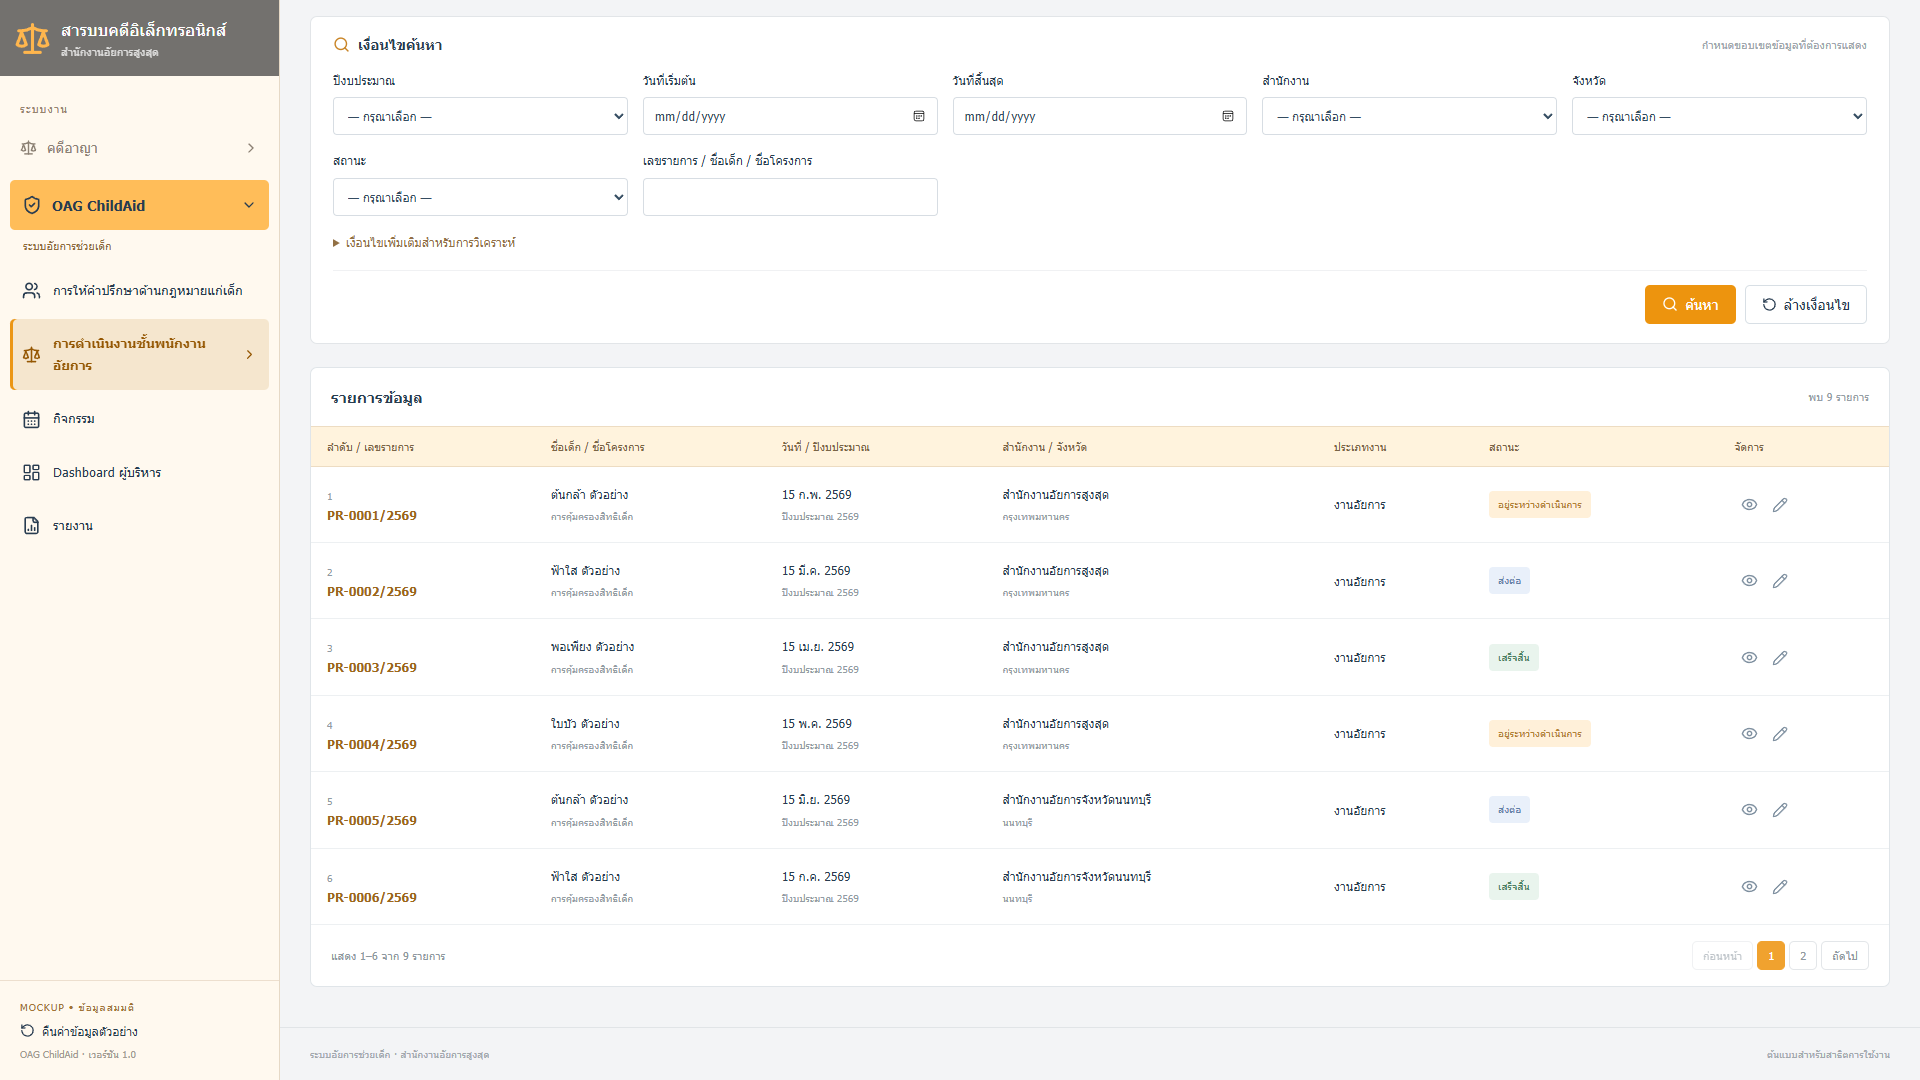 สารบบคดีอิเล็กทรอนิกส์
สำนักงานอัยการสูงสุด
ระบบงาน
คดีอาญา
OAG ChildAid
ระบบอัยการช่วยเด็ก
การให้คำปรึกษาด้านกฎหมายแก่เด็ก
การดำเนินงานชั้นพนักงาน
อัยการ
กิจกรรม
Dashboard ผู้บริหาร
รายงาน
MOCKUP • ข้อมูลสมมติ
คืนค่าข้อมูลตัวอย่าง
OAG ChildAid · เวอร์ชัน 1.0
เงื่อนไขค้นหา
กำหนดขอบเขตข้อมูลที่ต้องการแสดง
ปีงบประมาณ
วันที่เริ่มต้น
วันที่สิ้นสุด
สำนักงาน
จังหวัด
— กรุณาเลือก —
mm/dd/yyyy
mm/dd/yyyy
— กรุณาเลือก —
— กรุณาเลือก —
สถานะ
เลขรายการ / ชื่อเด็ก / ชื่อโครงการ
— กรุณาเลือก —
เงื่อนไขเพิ่มเติมสำหรับการวิเคราะห์
ค้นหา
ล้างเงื่อนไข
รายการข้อมูล
พบ 9 รายการ
ลำดับ / เลขรายการ
ชื่อเด็ก / ชื่อโครงการ
วันที่ / ปีงบประมาณ
สำนักงาน / จังหวัด
ประเภทงาน
สถานะ
จัดการ
1
PR-0001/2569
ต้นกล้า ตัวอย่าง
การคุ้มครองสิทธิเด็ก
15 ก.พ. 2569
ปีงบประมาณ 2569
สำนักงานอัยการสูงสุด
กรุงเทพมหานคร
งานอัยการ
อยู่ระหว่างดำเนินการ
2
PR-0002/2569
ฟ้าใส ตัวอย่าง
การคุ้มครองสิทธิเด็ก
15 มี.ค. 2569
ปีงบประมาณ 2569
สำนักงานอัยการสูงสุด
กรุงเทพมหานคร
งานอัยการ
ส่งต่อ
3
PR-0003/2569
พอเพียง ตัวอย่าง
การคุ้มครองสิทธิเด็ก
15 เม.ย. 2569
ปีงบประมาณ 2569
สำนักงานอัยการสูงสุด
กรุงเทพมหานคร
งานอัยการ
เสร็จสิ้น
4
PR-0004/2569
ใบบัว ตัวอย่าง
การคุ้มครองสิทธิเด็ก
15 พ.ค. 2569
ปีงบประมาณ 2569
สำนักงานอัยการสูงสุด
กรุงเทพมหานคร
งานอัยการ
อยู่ระหว่างดำเนินการ
5
PR-0005/2569
ต้นกล้า ตัวอย่าง
การคุ้มครองสิทธิเด็ก
15 มิ.ย. 2569
ปีงบประมาณ 2569
สำนักงานอัยการจังหวัดนนทบุรี
นนทบุรี
งานอัยการ
ส่งต่อ
6
PR-0006/2569
ฟ้าใส ตัวอย่าง
การคุ้มครองสิทธิเด็ก
15 ก.ค. 2569
ปีงบประมาณ 2569
สำนักงานอัยการจังหวัดนนทบุรี
นนทบุรี
งานอัยการ
เสร็จสิ้น
แสดง 1–6 จาก 9 รายการ
ก่อนหน้า
1
2
ถัดไป
ระบบอัยการช่วยเด็ก · สำนักงานอัยการสูงสุด
ต้นแบบสำหรับสาธิตการใช้งาน